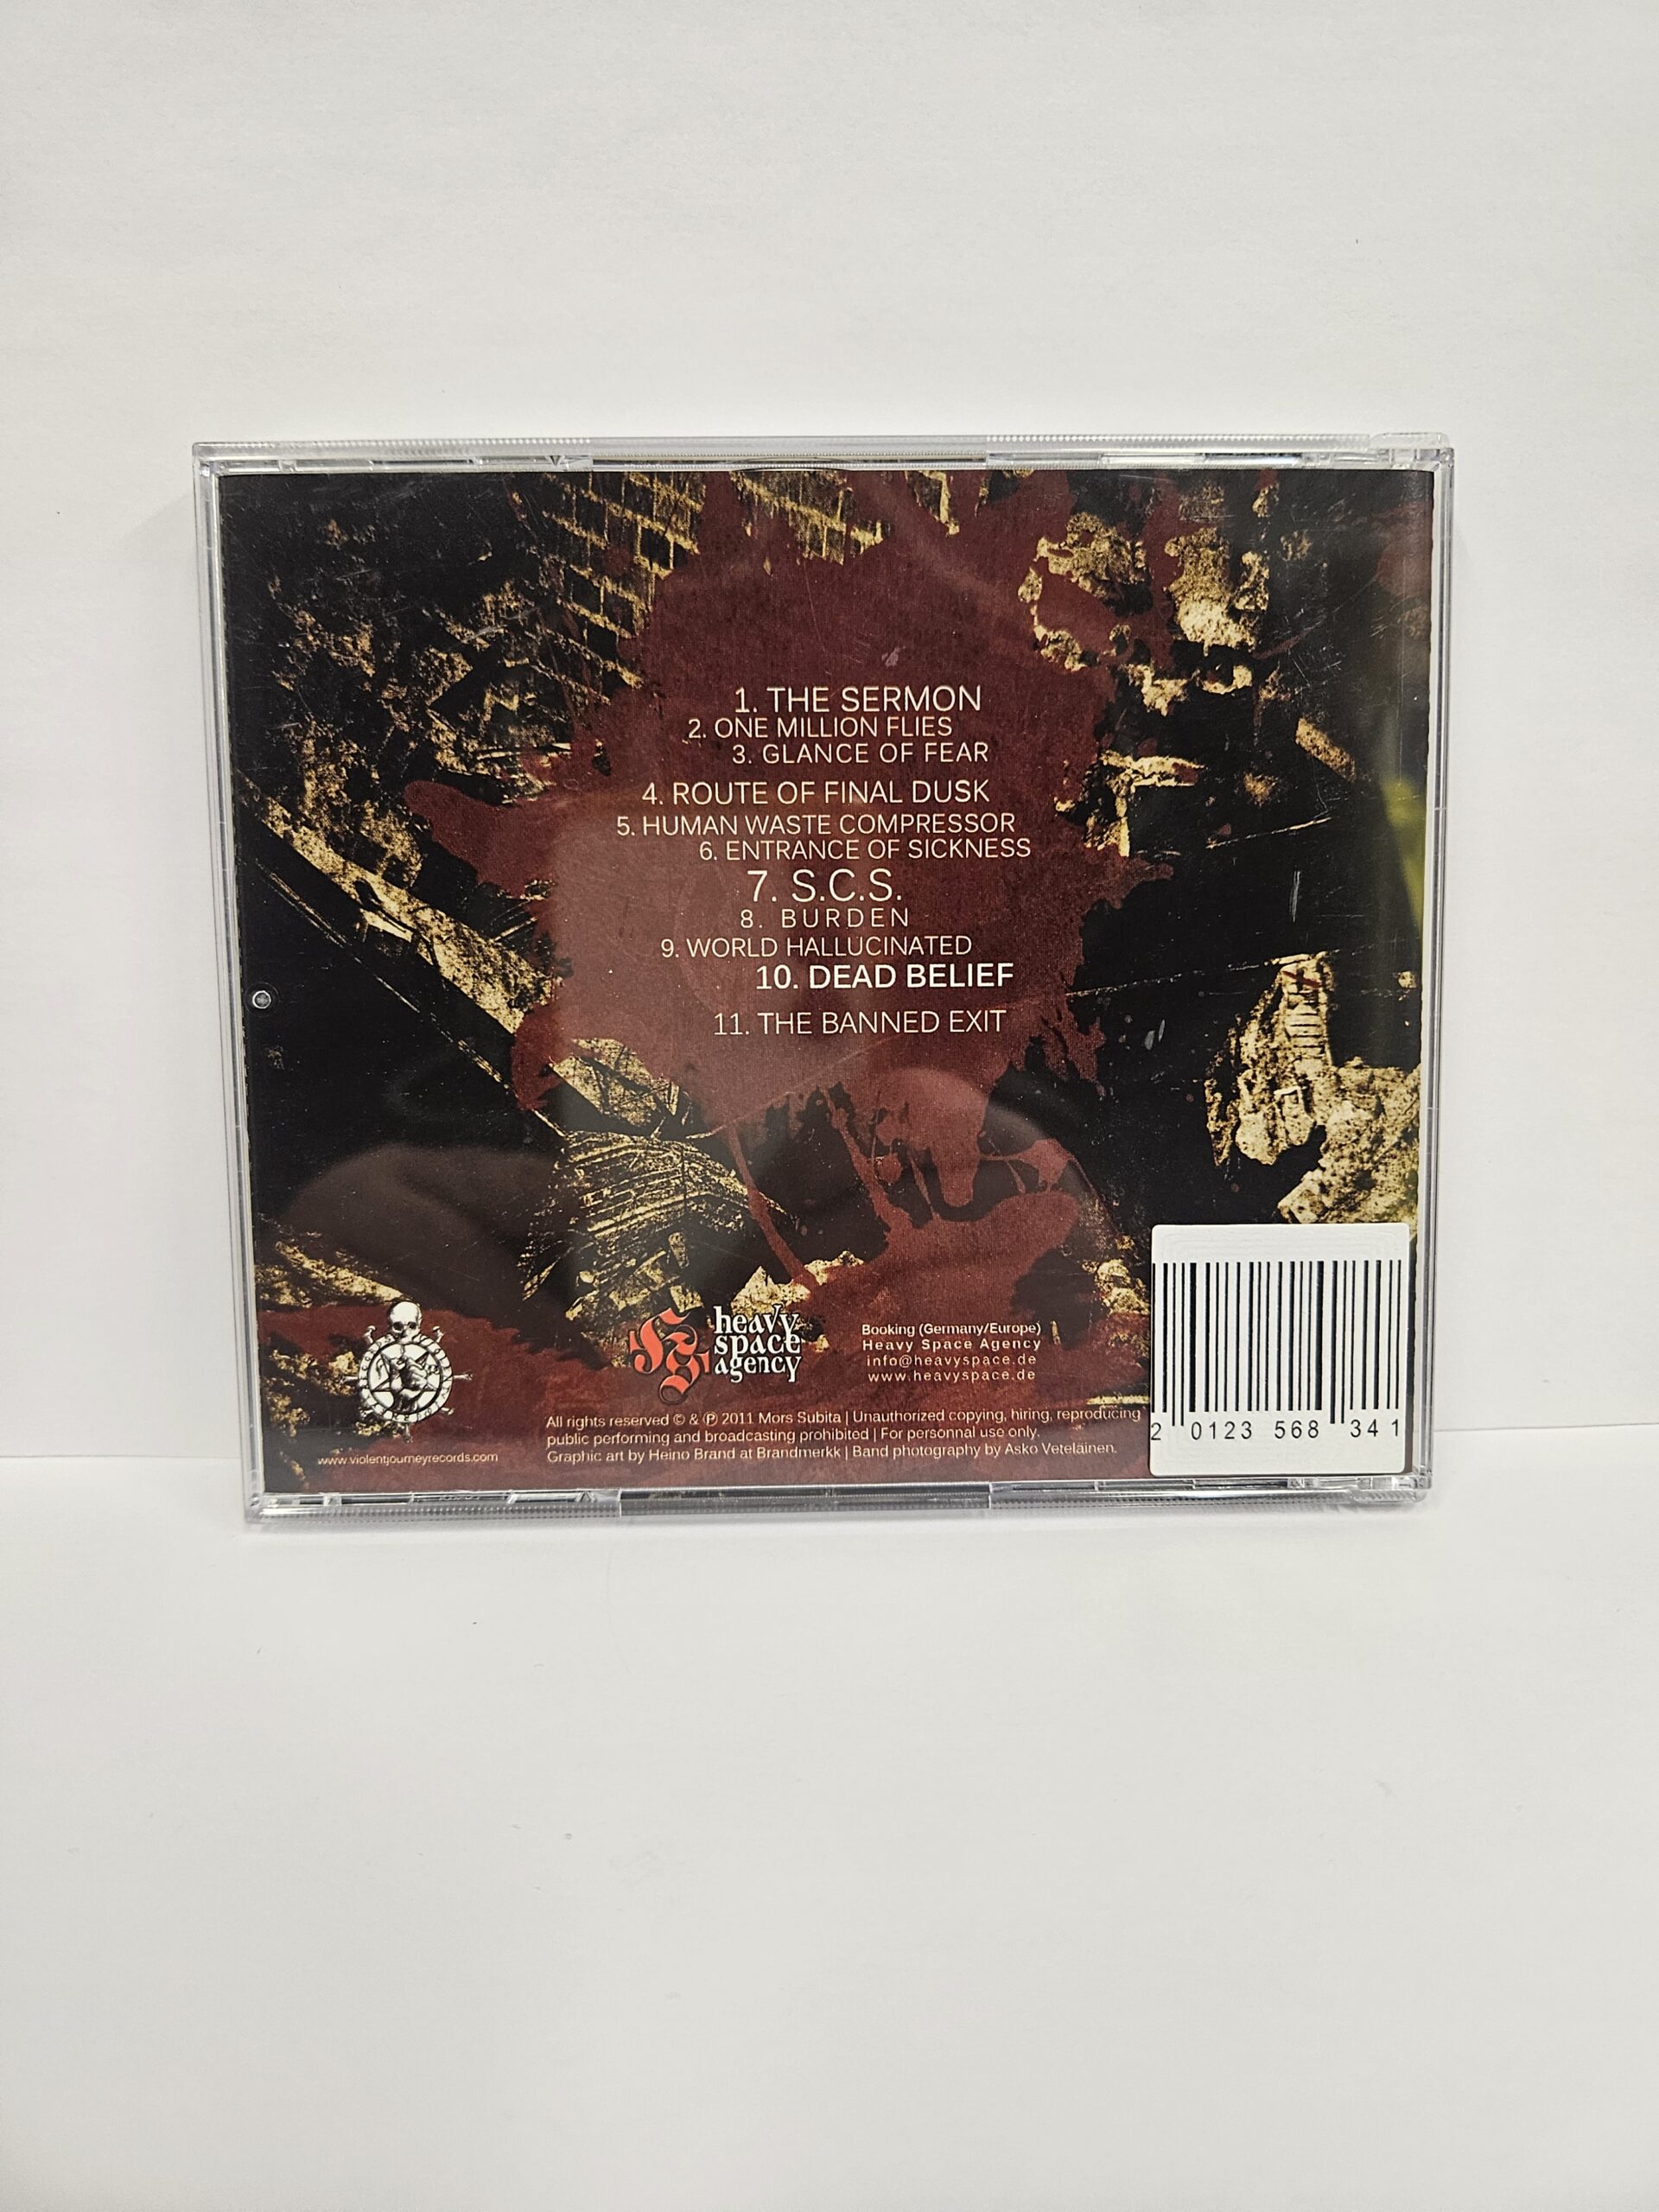 1. THE SERMON
2. ONE MILLION FLIES
3. GLANCE OF FEAR
4. ROUTE OF FINAL DUSK
5. HUMAN WASTE COMPRESSOR
6. ENTRANCE OF SICKNESS
7. S.C.S.
8. BURDEN
9. WORLD HALLUCINATED
10. DEAD BELIEF
11. THE BANNED EXIT
heavy
space
agency
Booking (Germany/Europe)
Heavy Space Agency
info@heavyspace.de
www.heavyspace.de
All rights reserved © & ℗ 2011 Mors Subita | Unauthorized copying, hiring, reproducing
public performing and broadcasting prohibited | For personnal use only.
Graphic art by Heino Brand at Brandmerkk | Band photography by Asko Veteläinen.
www.violentjourneyrecords.com
2 0123 568 341